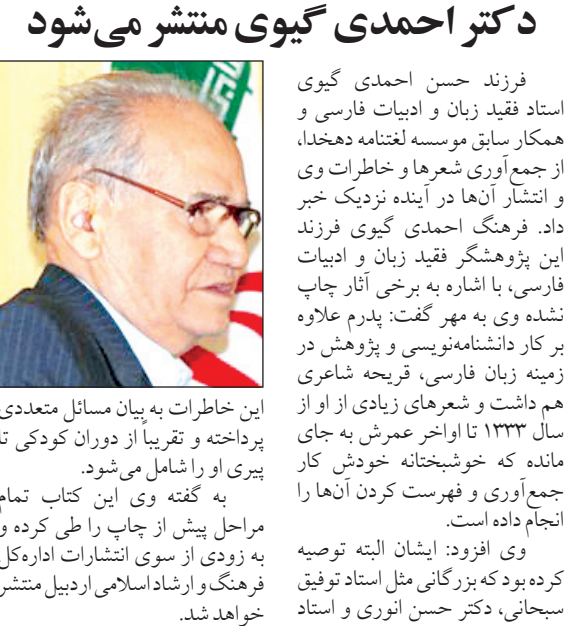 دکتر احمدی گیوی منتشر می‌شود
فرزند حسن احمدی گیوی
استاد فقید زبان و ادبیات فارسی و
همکار سابق موسسه لغتنامه دهخدا،
از جمع‌آوری شعرها و خاطرات وی
و انتشار آن‌ها در آینده نزدیک خبر
داد. فرهنگ احمدی گیوی فرزند
این پژوهشگر فقید زبان و ادبیات
فارسی، با اشاره به برخی آثار چاپ
نشده وی به مهر گفت: پدرم علاوه
بر کار دانشنامه‌نویسی و پژوهش در
زمینه زبان فارسی، قریحه شاعری
هم داشت و شعرهای زیادی از او از
سال ۱۳۳۳ تا اواخر عمرش به جای
مانده که خوشبختانه خودش کار
جمع‌آوری و فهرست کردن آن‌ها را
انجام داده است.
وی افزود: ایشان البته توصیه
کرده بود که بزرگانی مثل استاد توفیق
سبحانی، دکتر حسن انوری و استاد
این خاطرات به بیان مسائل متعددی
پرداخته و تقریباً از دوران کودکی تا
پیری او را شامل می‌شود.
به گفته وی این کتاب تمام
مراحل پیش از چاپ را طی کرده و
به زودی از سوی انتشارات اداره‌کل
فرهنگ و ارشاد اسلامی اردبیل منتشر
خواهد شد.